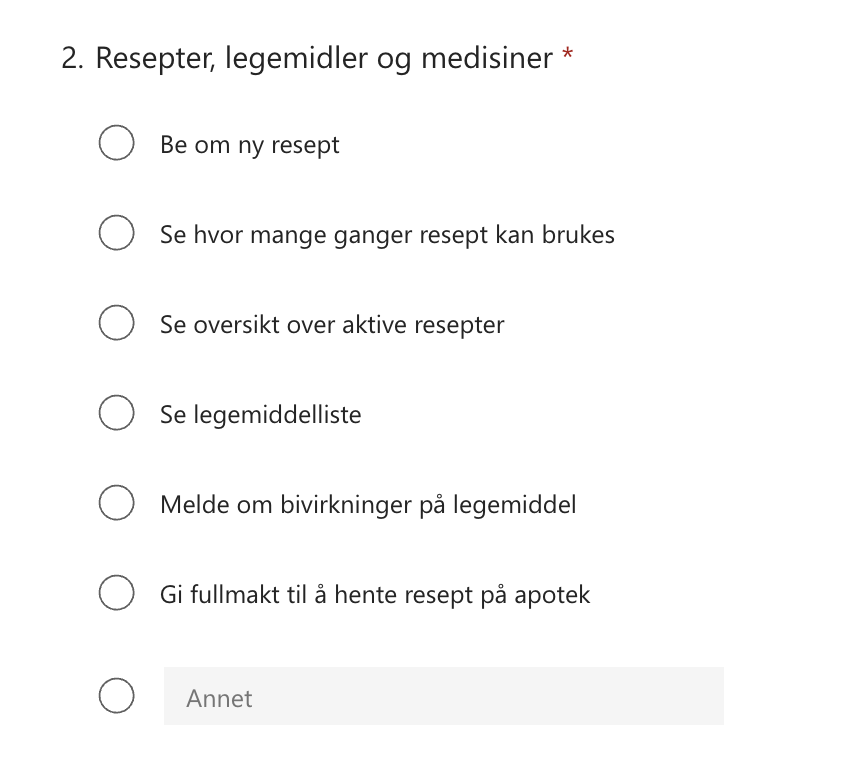 2. Resepter, legemidler og medisiner *
Be om ny resept
Se hvor mange ganger resept kan brukes
Se oversikt over aktive resepter
Se legemiddelliste
Melde om bivirkninger på legemiddel
Gi fullmakt til å hente resept på apotek
Annet